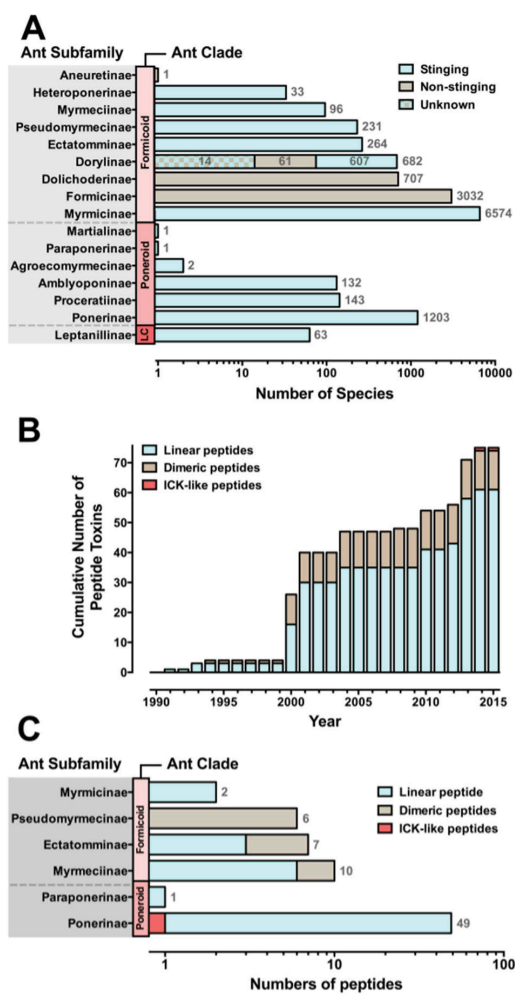 A
Ant Subfamily
Ant Clade
Aneuretinae
1
Heteroponerinae
33
Myrmeciinae
96
Pseudomyrmecinae
231
Ectatomminae
264
Dorylinae
14
61
607
682
Dolichoderinae
707
Formicinae
3032
Myrmicinae
6574
Martialinae
1
Paraponerinae
1
Agroecomyrmecinae
2
Amblyoponinae
132
Proceratiinae
143
Ponerinae
1203
Leptanillinae
63
Formicoid
Poneroid
LC
Stinging
Non-stinging
Unknown
1
10
100
1000
10000
Number of Species
B
Linear peptides
Dimeric peptides
ICK-like peptides
Cumulative Number of
Peptide Toxins
70
60
50
40
30
20
10
0
1990
1995
2000
2005
2010
2015
Year
C
Ant Subfamily
Ant Clade
Myrmicinae
2
Pseudomyrmecinae
6
Ectatomminae
7
Myrmeciinae
10
Paraponerinae
1
Ponerinae
49
Formicoid
Poneroid
Linear peptide
Dimeric peptides
ICK-like peptides
1
10
100
Numbers of peptides